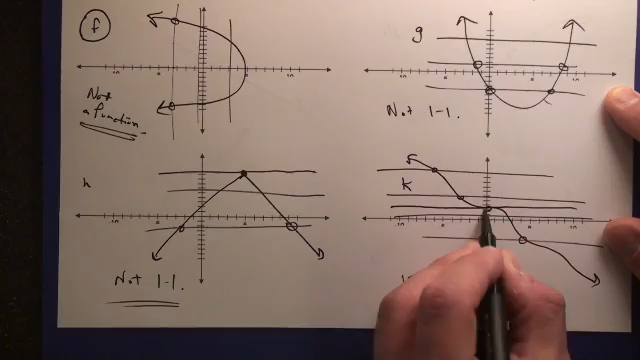 f
g
Not
a function.
Not 1-1.
h
k
Not 1-1.